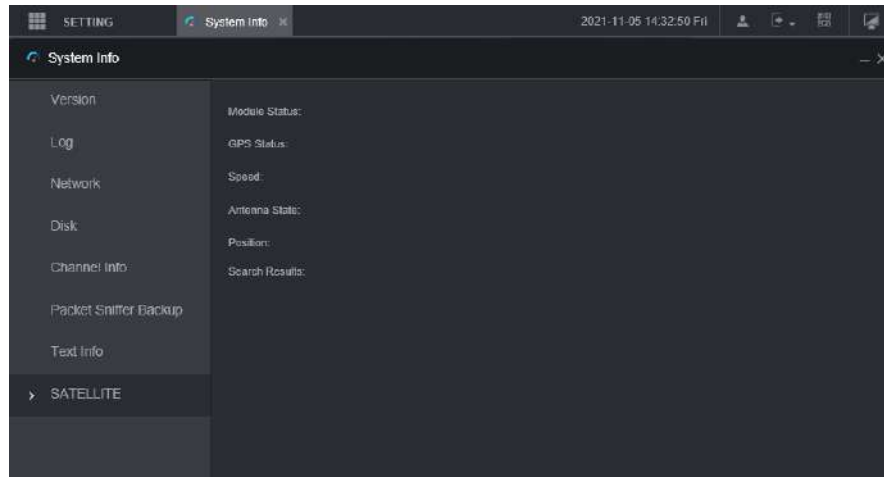 SETTING
System Info
2021-11-05 14:32:50 Fri
System Info
Version
Log
Network
Disk
Channel Info
Packet Sniffer Backup
Text Info
SATELLITE
Module Status:
GPS Status:
Speed:
Antenna State:
Position:
Search Results: